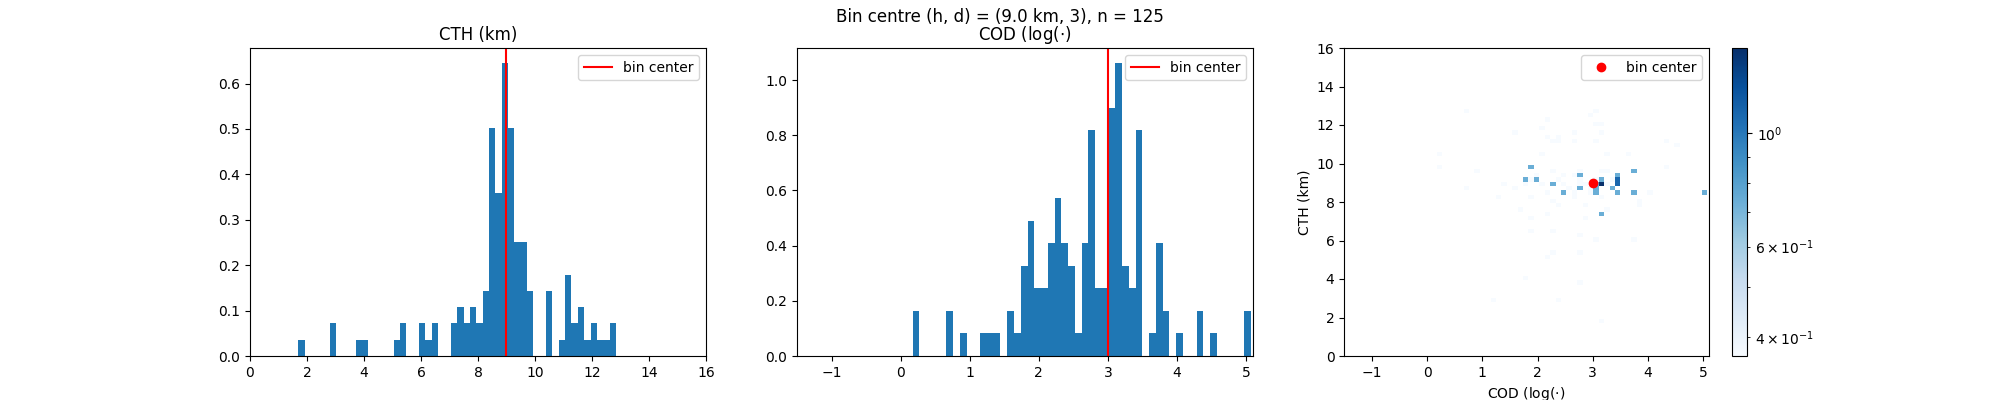 Bin centre (h, d) = (9.0 km, 3), n = 125
CTH (km)
bin center
0.6
0.5
0.4
0.3
0.2
0.1
0.0
0 2 4 6 8 10 12 14 16
COD (log(·)
bin center
1.0
0.8
0.6
0.4
0.2
0.0
−1 0 1 2 3 4 5
bin center
CTH (km)
16
14
12
10
8
6
4
2
0
−1 0 1 2 3 4 5
COD (log(·)
10⁰
6 × 10⁻¹
4 × 10⁻¹